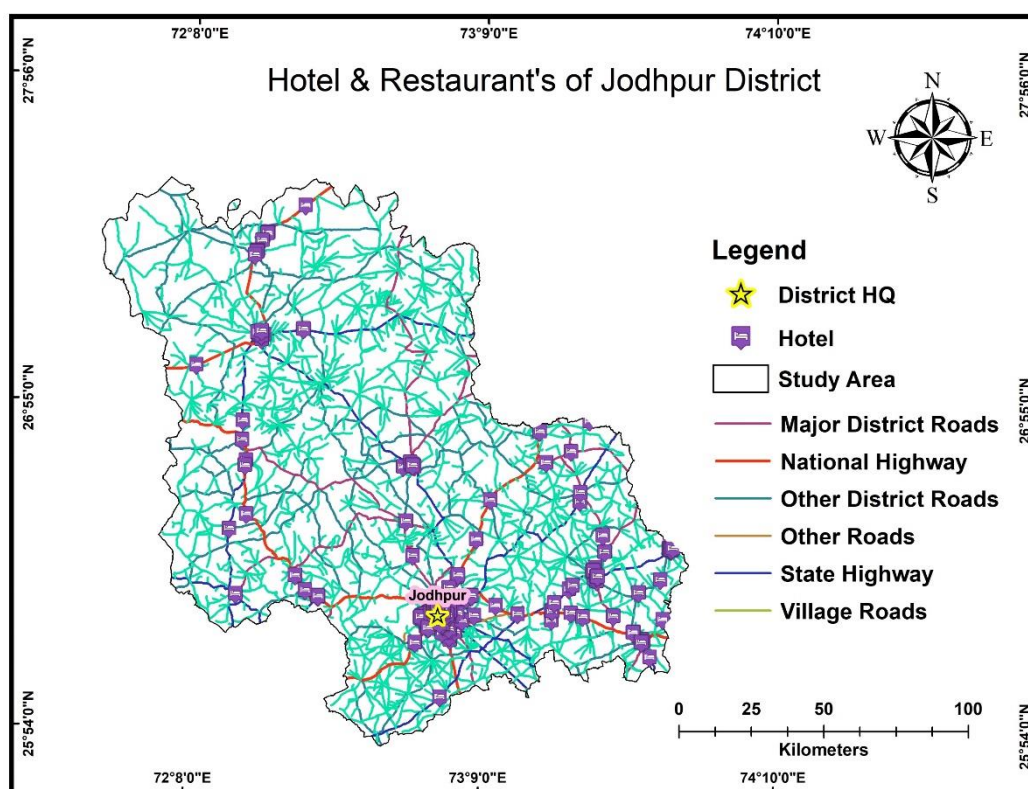 72°8'0"E 73°9'0"E 74°10'0"E
27°56'0"N
27°56'0"N
Hotel & Restaurant's of Jodhpur District
N
W E
S
Legend
District HQ
Hotel
Study Area
Major District Roads
National Highway
Other District Roads
Other Roads
State Highway
Village Roads
26°55'0"N
26°55'0"N
Jodhpur
0 25 50 100
Kilometers
25°54'0"N
25°54'0"N
72°8'0"E 73°9'0"E 74°10'0"E